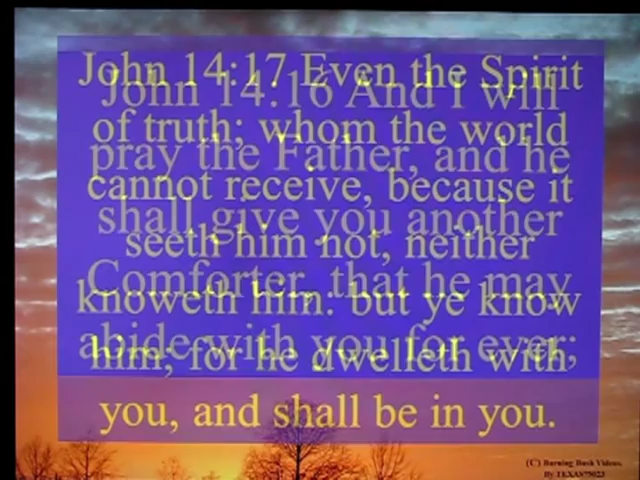 John 14:17 Even the Spirit
of truth; whom the world
cannot receive, because it
seeth him not, neither
knoweth him: but ye know
him; for he dwelleth with
you, and shall be in you.
John 14:16 And I will
pray the Father, and he
shall give you another
Comforter, that he may
abide with you for ever;
(C) Burning Bush Videos.
By TEXAS75023